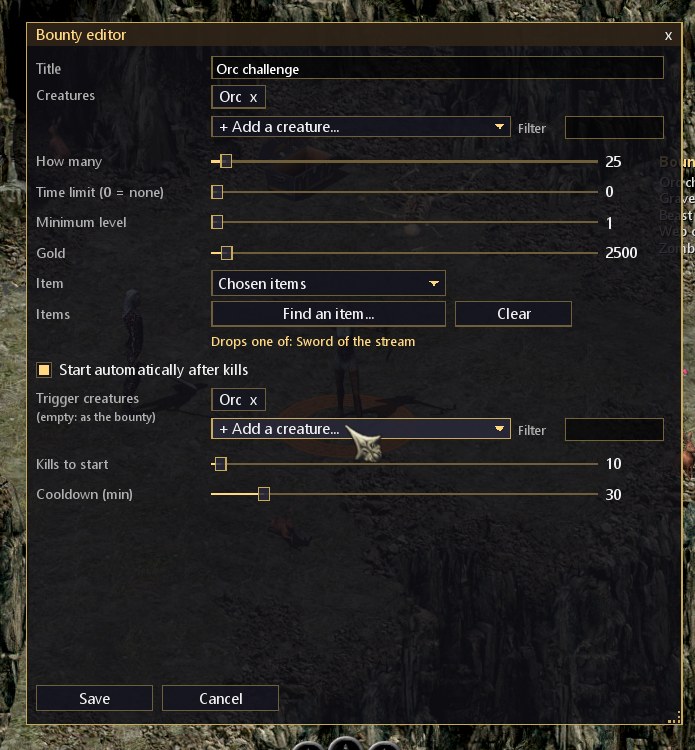 Bounty editor x
Title Orc challenge
Creatures Orc x
+ Add a creature... Filter
How many 25
Time limit (0 = none) 0
Minimum level 1
Gold 2500
Item Chosen items
Items Find an item... Clear
Drops one of: Sword of the stream
Start automatically after kills
Trigger creatures Orc x
(empty: as the bounty)
+ Add a creature... Filter
Kills to start 10
Cooldown (min) 30
Save Cancel